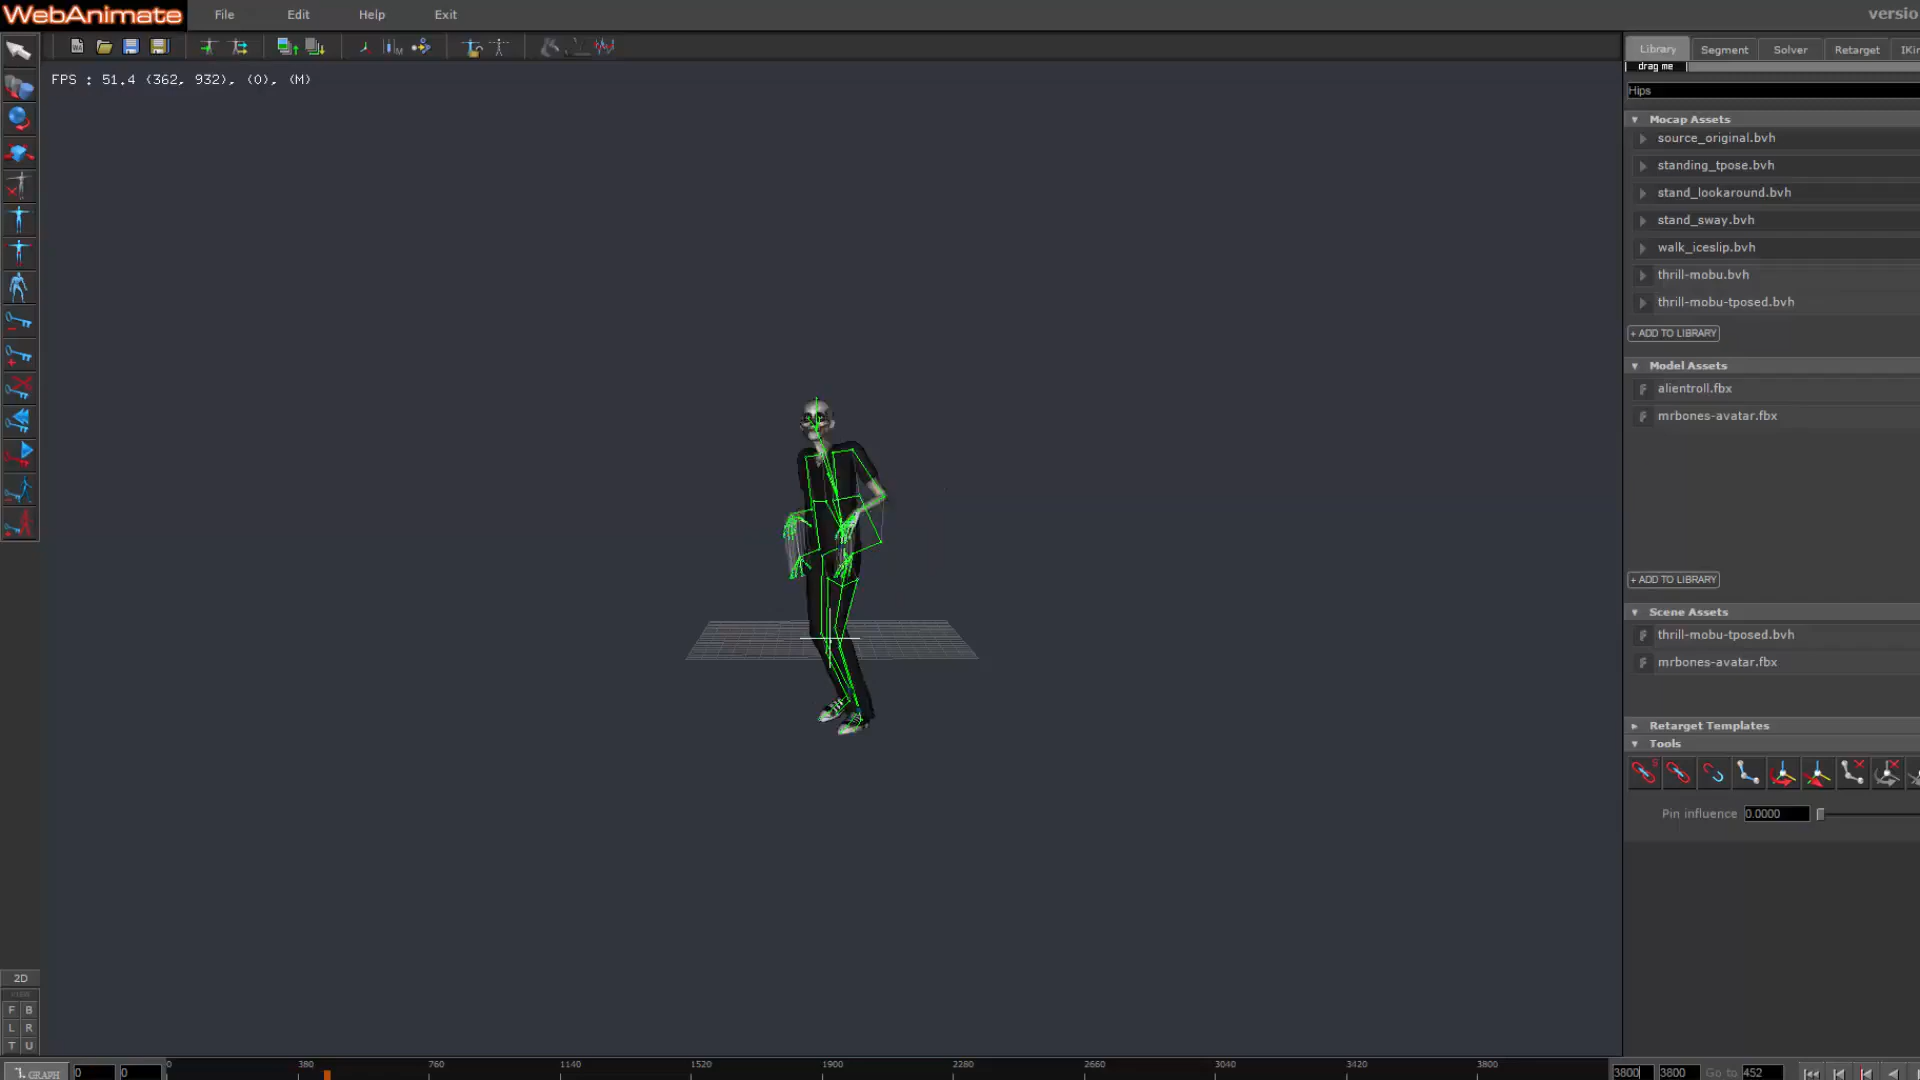 WebAnimate File Edit Help Exit versio
FPS : 51.4 (362, 932), (O), (M)
Library Segment Solver Retarget IKin
drag me
Hips
Mocap Assets
source_original.bvh
standing_tpose.bvh
stand_lookaround.bvh
stand_sway.bvh
walk_iceslip.bvh
thrill-mobu.bvh
thrill-mobu-tposed.bvh
+ ADD TO LIBRARY
Model Assets
alientroll.fbx
mrbones-avatar.fbx
+ ADD TO LIBRARY
Scene Assets
thrill-mobu-tposed.bvh
mrbones-avatar.fbx
Retarget Templates
Tools
Pin influence 0.0000
2D
F B
L R
T U
GRAPH 0 0 0 380 760 1140 1520 1900 2280 2660 3040 3420 3800 3800 3800 Go to 452